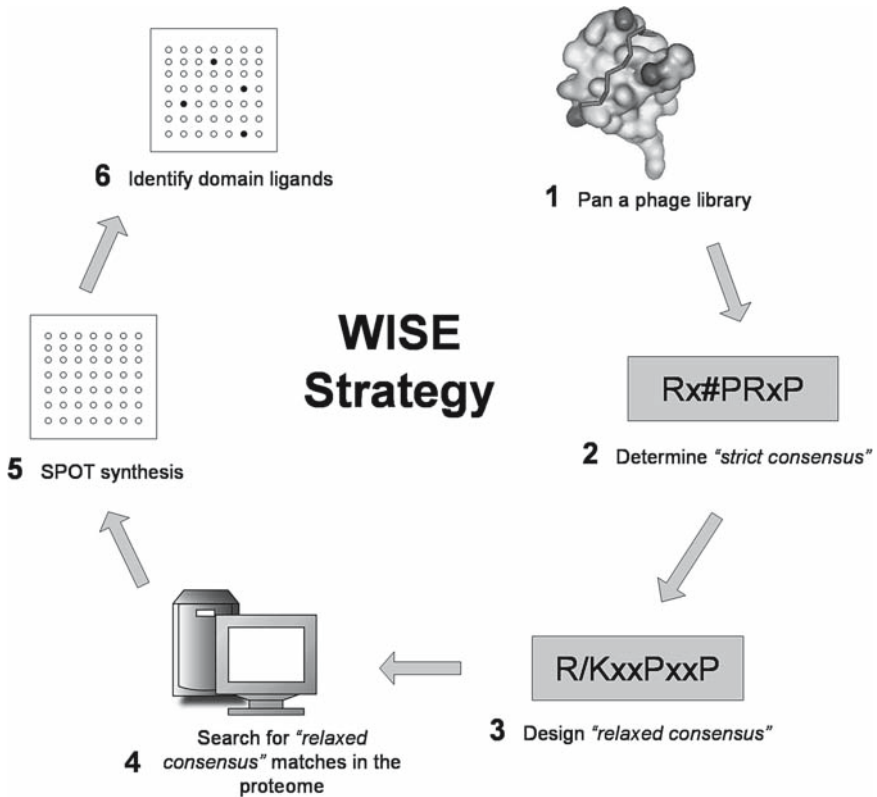 1 Pan a phage library
Rx#PRxP
2 Determine "strict consensus"
R/KxxPxxP
3 Design "relaxed consensus"
4 Search for "relaxed
consensus" matches in the
proteome
5 SPOT synthesis
6 Identify domain ligands
WISE
Strategy